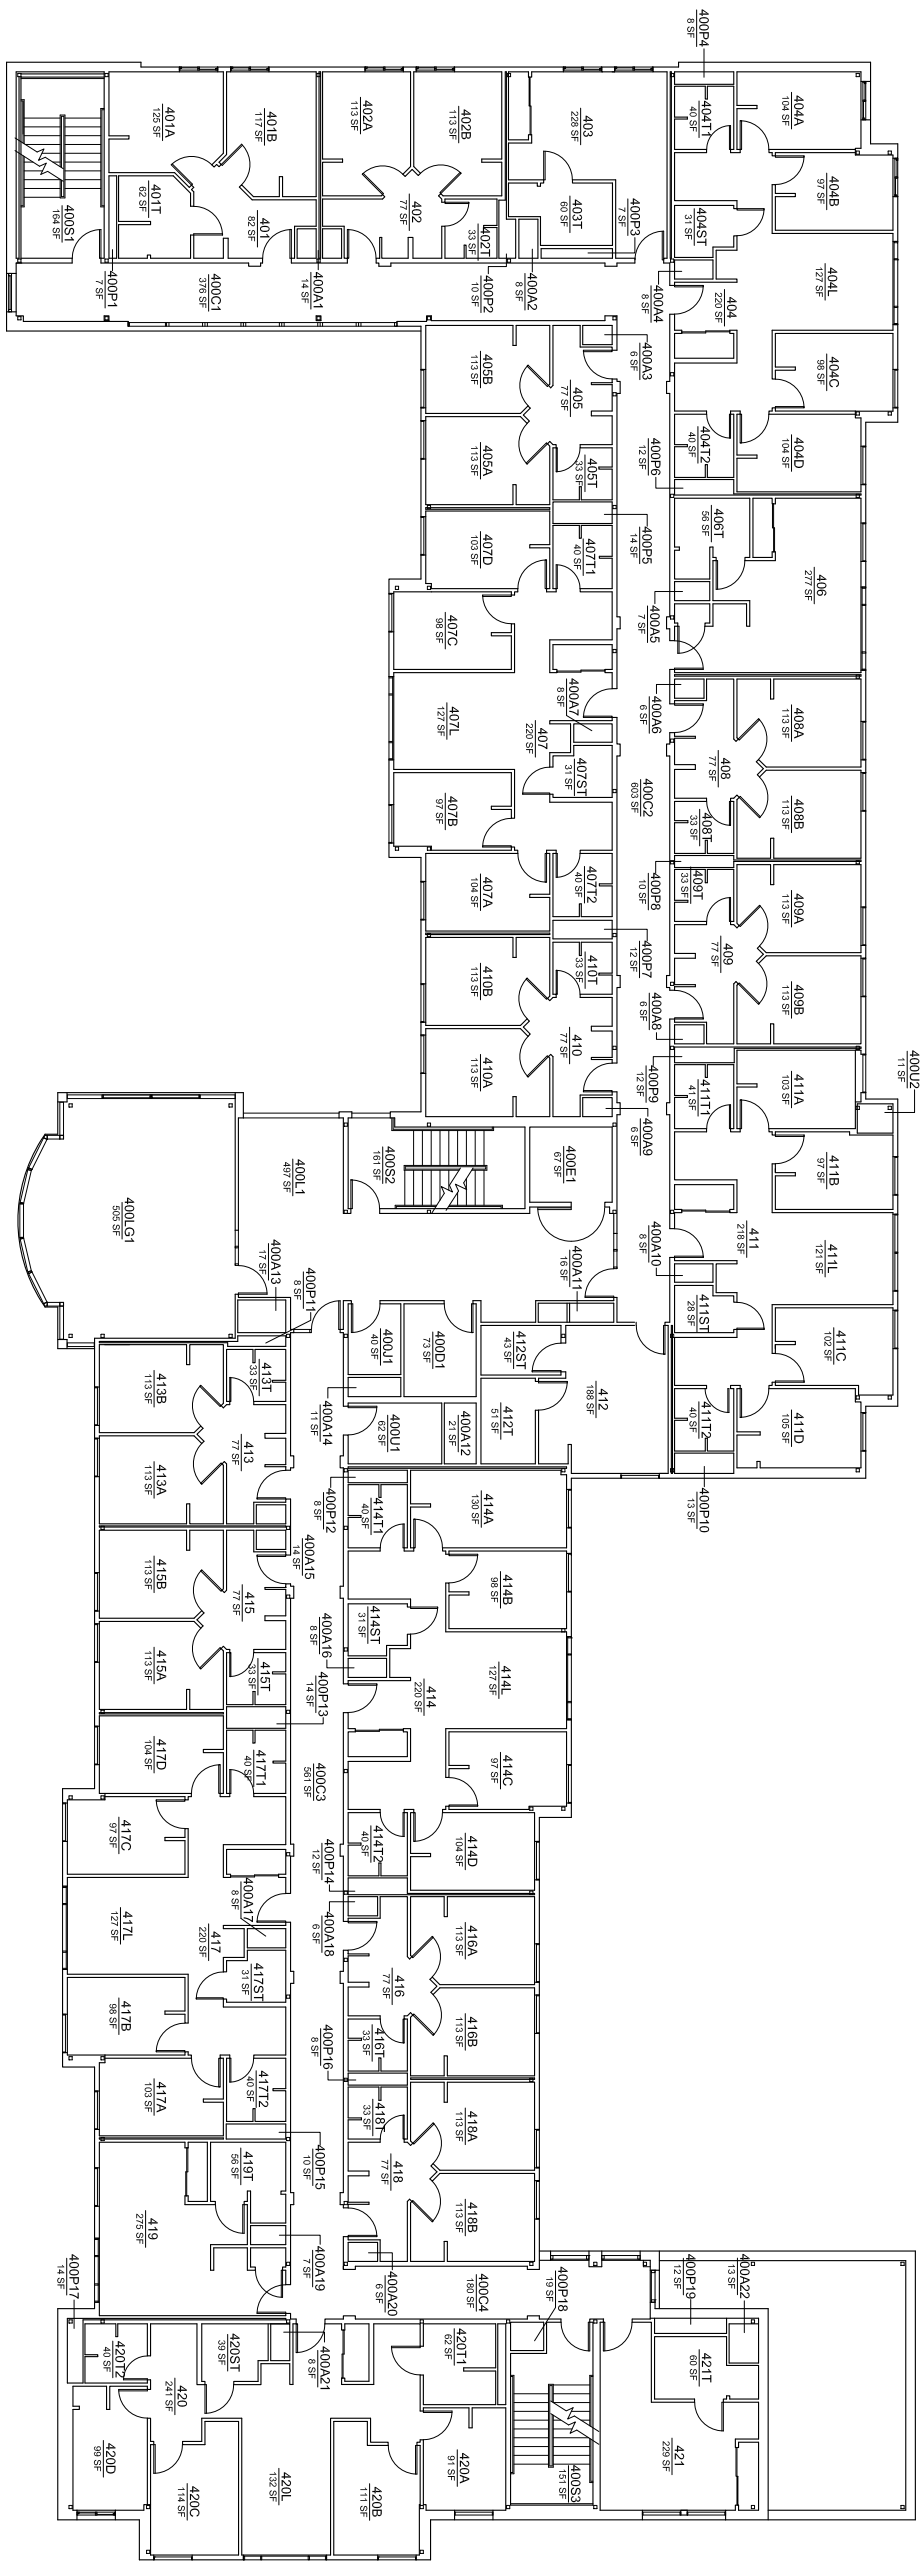 400P4
8 SF
404A
104 SF
404T1
40 SF
404B
97 SF
404ST
31 SF
404L
127 SF
404
220 SF
400A4
8 SF
404C
98 SF
404D
104 SF
404T2
40 SF
400P6
12 SF
401A
125 SF
401B
117 SF
401T
62 SF
401
82 SF
400S1
164 SF
400P1
7 SF
400C1
376 SF
400A1
14 SF
402A
113 SF
402B
113 SF
402
77 SF
402T
33 SF
400P2
10 SF
400A2
8 SF
403
228 SF
403T
60 SF
400P3
7 SF
400A3
6 SF
405B
113 SF
405
77 SF
405A
113 SF
405T
33 SF
400P5
14 SF
406T
56 SF
406
277 SF
400A5
7 SF
407D
103 SF
407T1
40 SF
407C
98 SF
400A7
8 SF
407L
127 SF
407
220 SF
407ST
31 SF
407B
97 SF
407A
104 SF
407T2
40 SF
400C2
603 SF
400A6
6 SF
408A
113 SF
408
77 SF
408B
113 SF
408T
33 SF
400P8
10 SF
409T
33 SF
409A
113 SF
409
77 SF
409B
113 SF
400A8
6 SF
400P7
12 SF
410B
113 SF
410T
33 SF
410
77 SF
410A
113 SF
400P9
12 SF
400A9
6 SF
400U2
11 SF
411A
103 SF
411T1
41 SF
411B
97 SF
411
218 SF
411L
121 SF
400A10
8 SF
411ST
28 SF
411C
102 SF
411D
105 SF
411T2
40 SF
400P10
13 SF
400E1
67 SF
400S2
161 SF
400L1
497 SF
400LG1
505 SF
400A13
17 SF
400P11
8 SF
400A11
16 SF
400J1
40 SF
400D1
73 SF
412ST
43 SF
412
188 SF
412T
51 SF
400A14
11 SF
400U1
62 SF
400A12
21 SF
413B
113 SF
413T
33 SF
413
77 SF
413A
113 SF
400P12
8 SF
414T1
40 SF
414A
130 SF
414B
98 SF
414ST
31 SF
400A15
14 SF
400A16
8 SF
414
220 SF
414L
127 SF
414C
97 SF
414D
104 SF
414T2
40 SF
415B
113 SF
415
77 SF
415A
113 SF
415T
33 SF
400P13
14 SF
400C3
561 SF
400P14
12 SF
400A18
6 SF
417D
104 SF
417T1
40 SF
417C
97 SF
400A17
8 SF
417L
127 SF
417
220 SF
417ST
31 SF
417B
98 SF
417A
103 SF
417T2
40 SF
416A
113 SF
416
77 SF
416B
113 SF
416T
33 SF
400P16
8 SF
418T
33 SF
418A
113 SF
418
77 SF
418B
113 SF
400P15
10 SF
419T
56 SF
419
275 SF
400A19
7 SF
400A20
6 SF
400C4
180 SF
400P17
14 SF
400P18
19 SF
400P19
12 SF
400A22
13 SF
420T2
40 SF
420ST
39 SF
400A21
8 SF
420T1
62 SF
420
241 SF
420D
99 SF
420C
114 SF
420L
132 SF
420B
111 SF
420A
91 SF
400S3
151 SF
421T
60 SF
421
229 SF